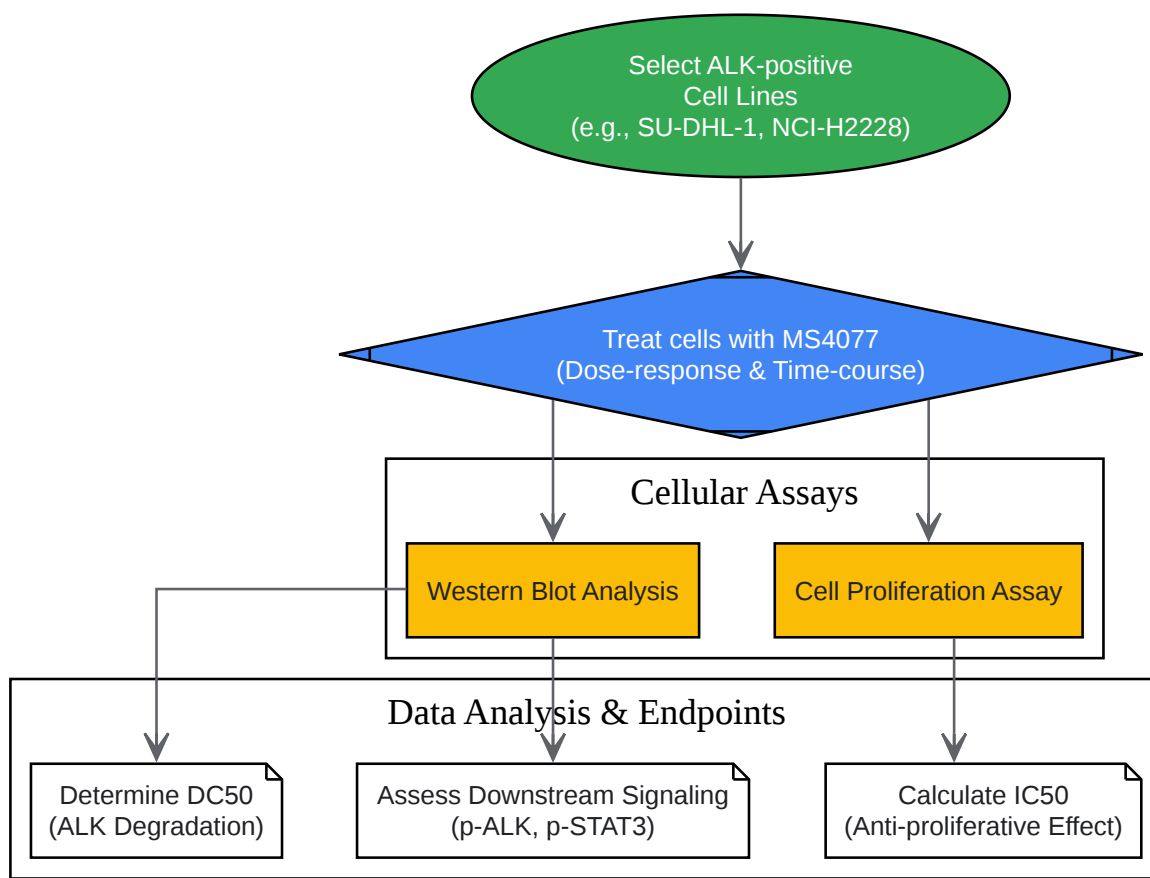 Select ALK-positive
Cell Lines
(e.g., SU-DHL-1, NCI-H2228)
Treat cells with MS4077
(Dose-response & Time-course)
Cellular Assays
Western Blot Analysis
Cell Proliferation Assay
Data Analysis & Endpoints
Determine DC50
(ALK Degradation)
Assess Downstream Signaling
(p-ALK, p-STAT3)
Calculate IC50
(Anti-proliferative Effect)